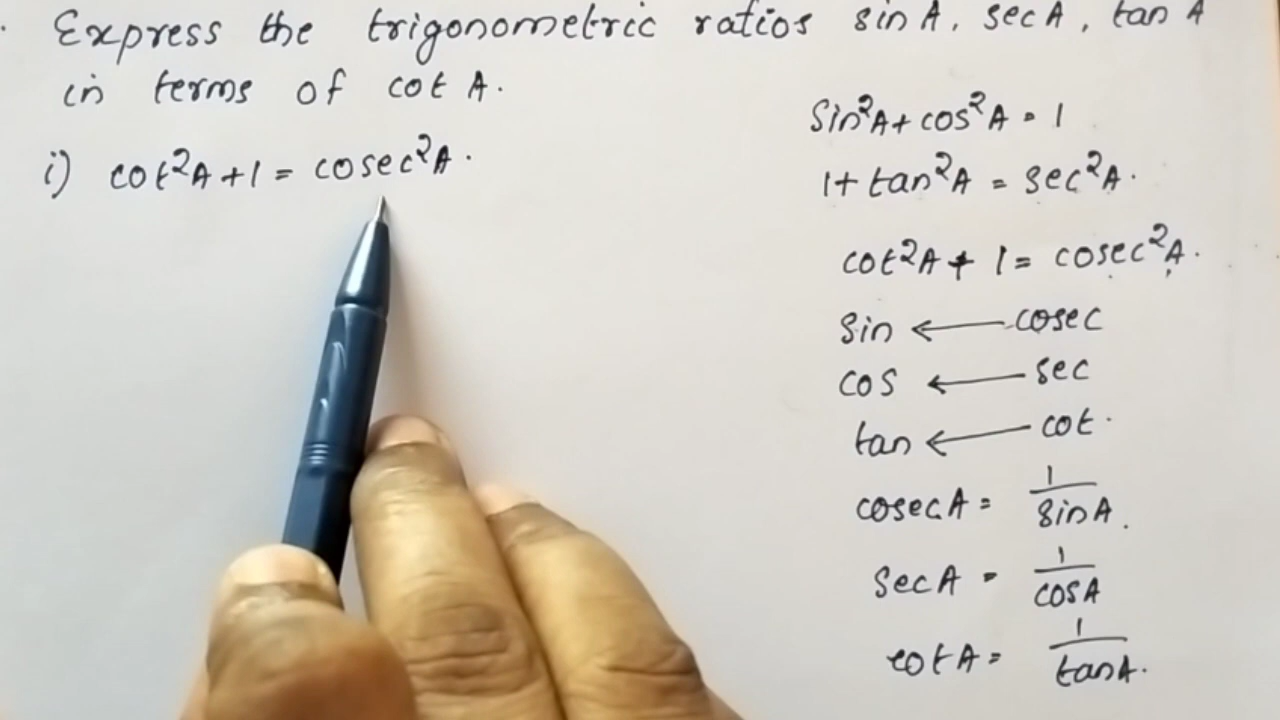 Express the trigonometric ratios sin A, sec A, tan A
in terms of cot A.
i) cot²A + 1 = cosec²A.
Sin²A + cos²A = 1
1 + tan²A = sec²A.
cot²A + 1 = cosec²A.
Sin ← cosec
cos ← sec
tan ← cot.
cosecA = 1/sinA.
SecA = 1/cosA
cotA = 1/tanA.